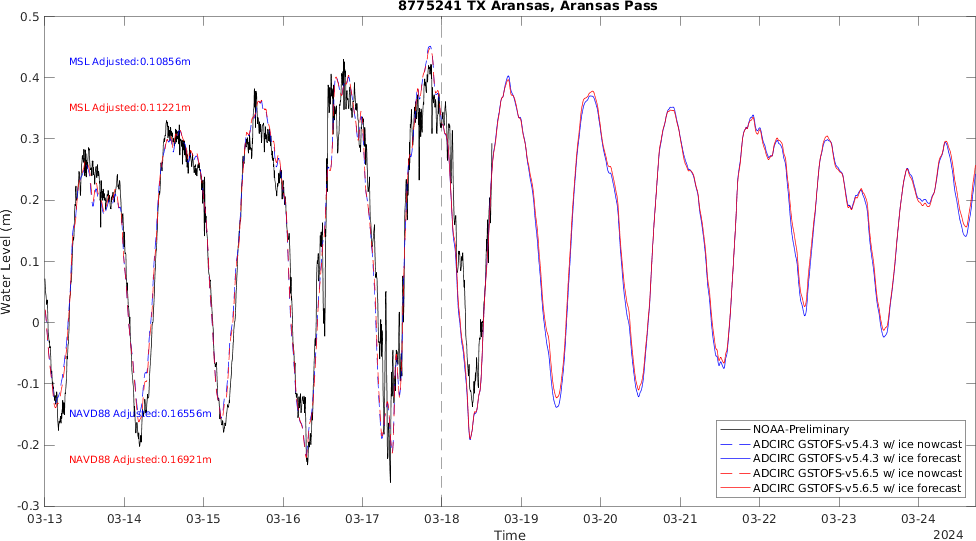 8775241 TX Aransas, Aransas Pass
0.5
0.4
0.3
0.2
0.1
0
-0.1
-0.2
-0.3
Water Level (m)
MSL Adjusted:0.10856m
MSL Adjusted:0.11221m
NAVD88 Adjusted:0.16556m
NAVD88 Adjusted:0.16921m
NOAA-Preliminary
ADCIRC GSTOFS-v5.4.3 w/ ice nowcast
ADCIRC GSTOFS-v5.4.3 w/ ice forecast
ADCIRC GSTOFS-v5.6.5 w/ ice nowcast
ADCIRC GSTOFS-v5.6.5 w/ ice forecast
03-13 03-14 03-15 03-16 03-17 03-18 03-19 03-20 03-21 03-22 03-23 03-24
Time
2024